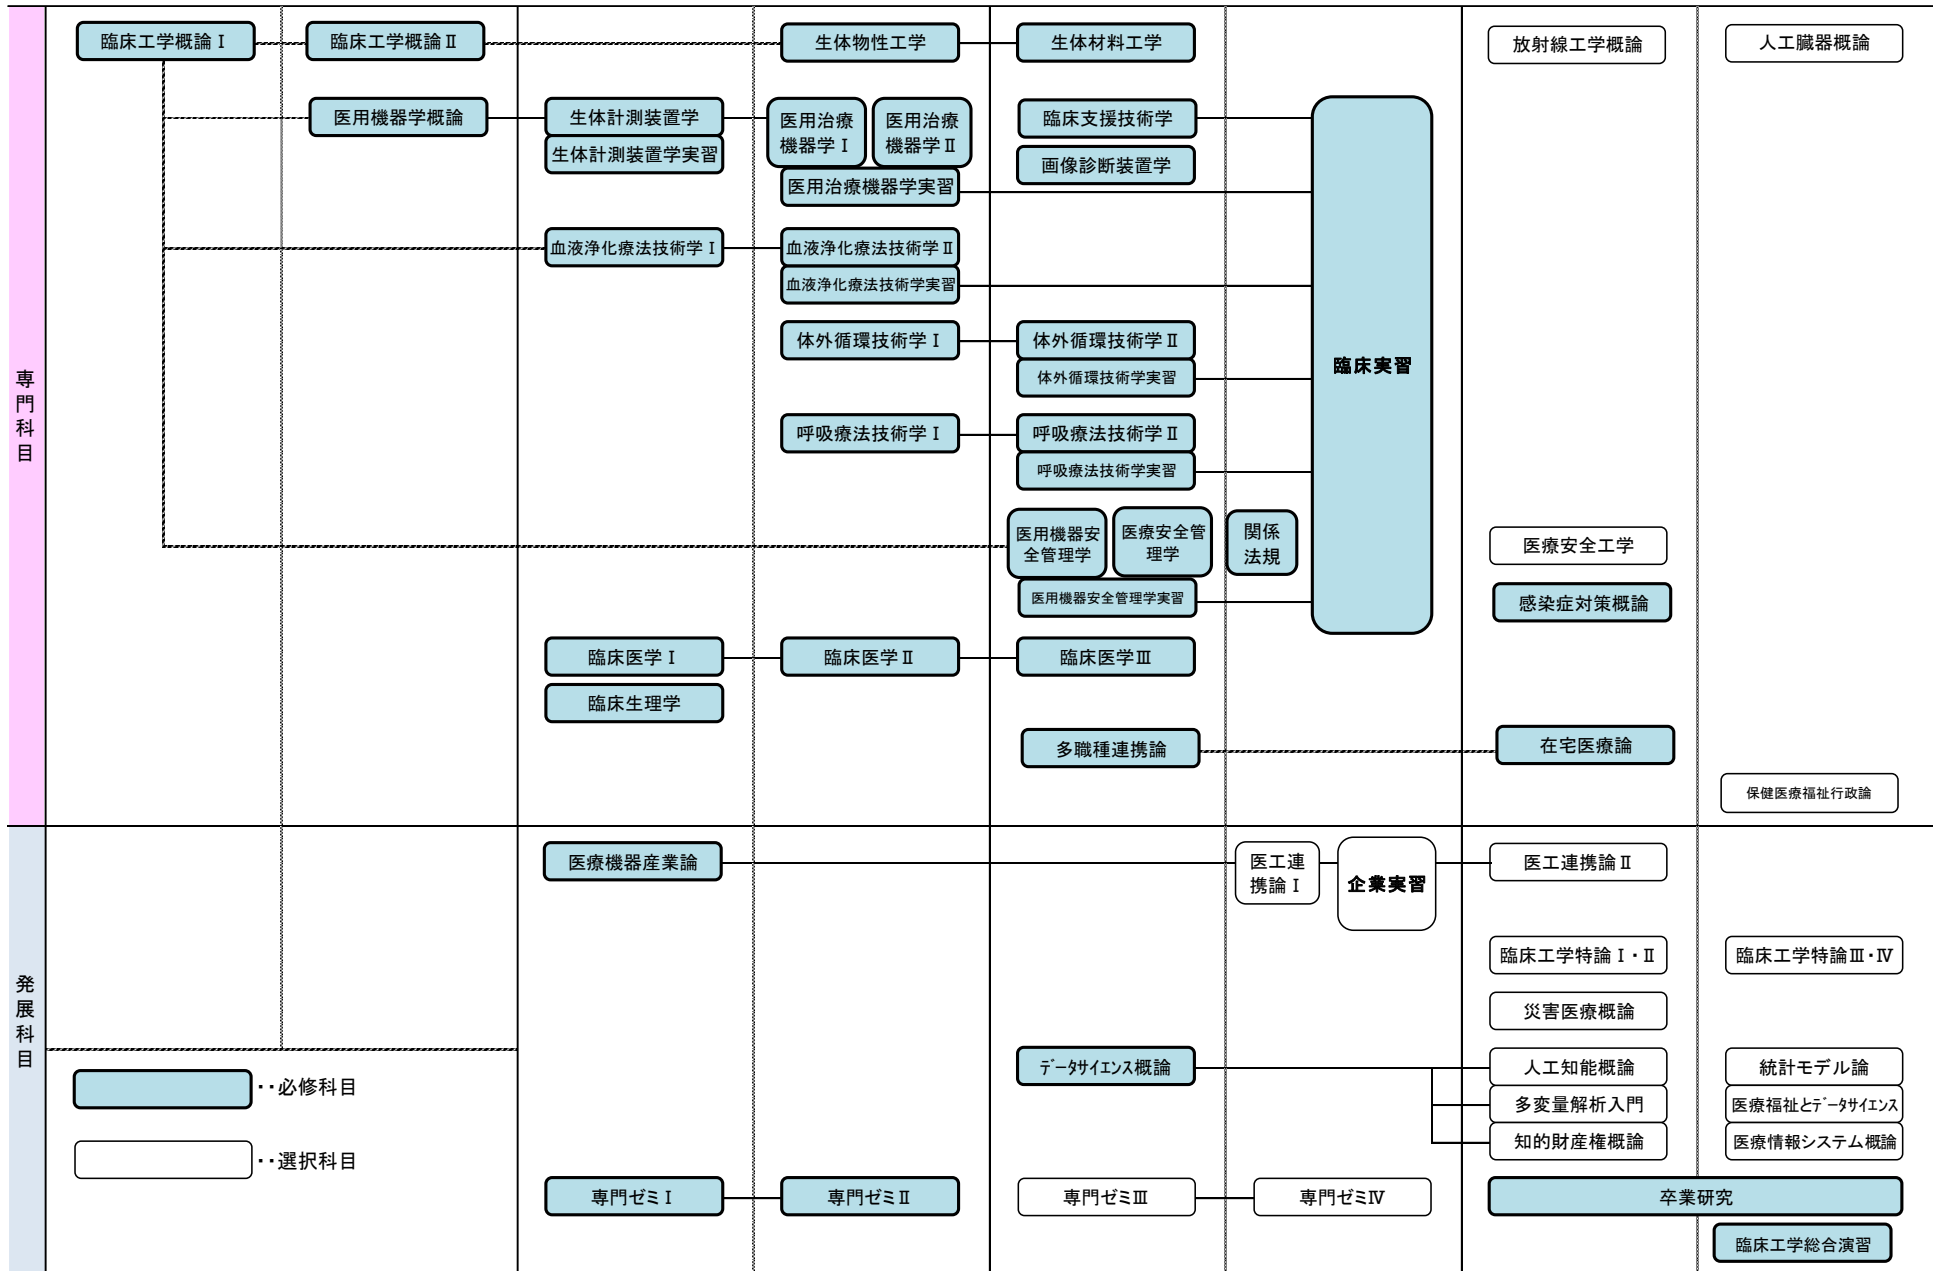 専門科目
臨床工学概論Ⅰ
臨床工学概論Ⅱ
生体物性工学
生体材料工学
放射線工学概論
人工臓器概論
医用機器学概論
生体計測装置学
生体計測装置学実習
医用治療
機器学Ⅰ
医用治療
機器学Ⅱ
医用治療機器学実習
臨床支援技術学
画像診断装置学
血液浄化療法技術学Ⅰ
血液浄化療法技術学Ⅱ
血液浄化療法技術学実習
体外循環技術学Ⅰ
体外循環技術学Ⅱ
体外循環技術学実習
臨床実習
呼吸療法技術学Ⅰ
呼吸療法技術学Ⅱ
呼吸療法技術学実習
医用機器安
全管理学
医療安全管
理学
関係
法規
医用機器安全管理学実習
医療安全工学
感染症対策概論
臨床医学Ⅰ
臨床医学Ⅱ
臨床医学Ⅲ
臨床生理学
多職種連携論
在宅医療論
保健医療福祉行政論
発展科目
医療機器産業論
医工連
携論Ⅰ
企業実習
医工連携論Ⅱ
臨床工学特論Ⅰ・Ⅱ
臨床工学特論Ⅲ・Ⅳ
災害医療概論
データサイエンス概論
人工知能概論
統計モデル論
多変量解析入門
医療福祉とデータサイエンス
知的財産権概論
医療情報システム概論
・・必修科目
・・選択科目
専門ゼミⅠ
専門ゼミⅡ
専門ゼミⅢ
専門ゼミⅣ
卒業研究
臨床工学総合演習